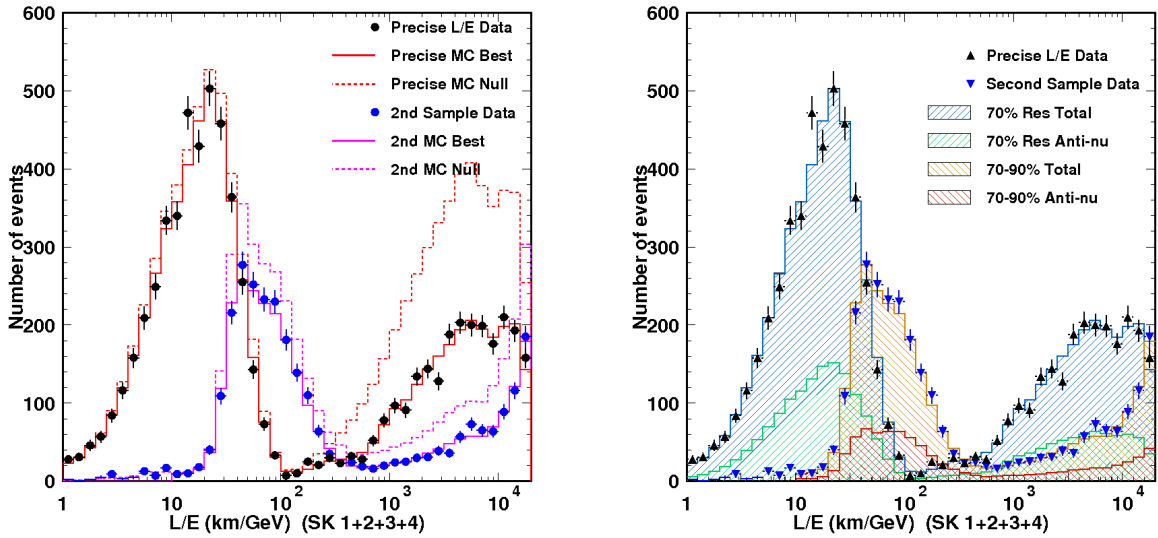 600
500
400
300
200
100
0
Number of events
Precise L/E Data
Precise MC Best
Precise MC Null
2nd Sample Data
2nd MC Best
2nd MC Null
1 10 10² 10³ 10⁴
L/E (km/GeV) (SK 1+2+3+4)
600
500
400
300
200
100
0
Number of events
Precise L/E Data
Second Sample Data
70% Res Total
70% Res Anti-nu
70-90% Total
70-90% Anti-nu
1 10 10² 10³ 10⁴
L/E (km/GeV) (SK 1+2+3+4)